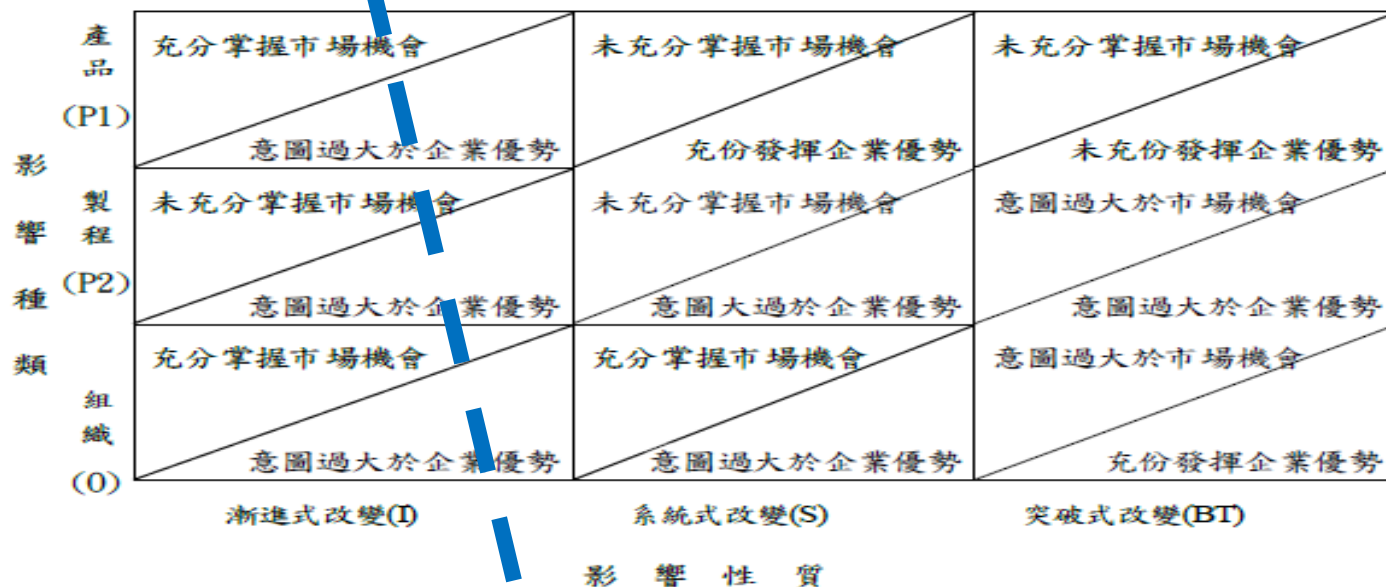 產品
(P1)
充分掌握市場機會
未充分掌握市場機會
未充分掌握市場機會
意圖過大於企業優勢
充份發揮企業優勢
未充份發揮企業優勢
影響種類
製程
(P2)
未充分掌握市場機會
未充分掌握市場機會
意圖過大於市場機會
意圖過大於企業優勢
意圖大過於企業優勢
意圖過大於企業優勢
組織
(O)
充分掌握市場機會
充分掌握市場機會
意圖過大於市場機會
意圖過大於企業優勢
意圖過大於企業優勢
充份發揮企業優勢
漸進式改變(I)
系統式改變(S)
突破式改變(BT)
影響性質